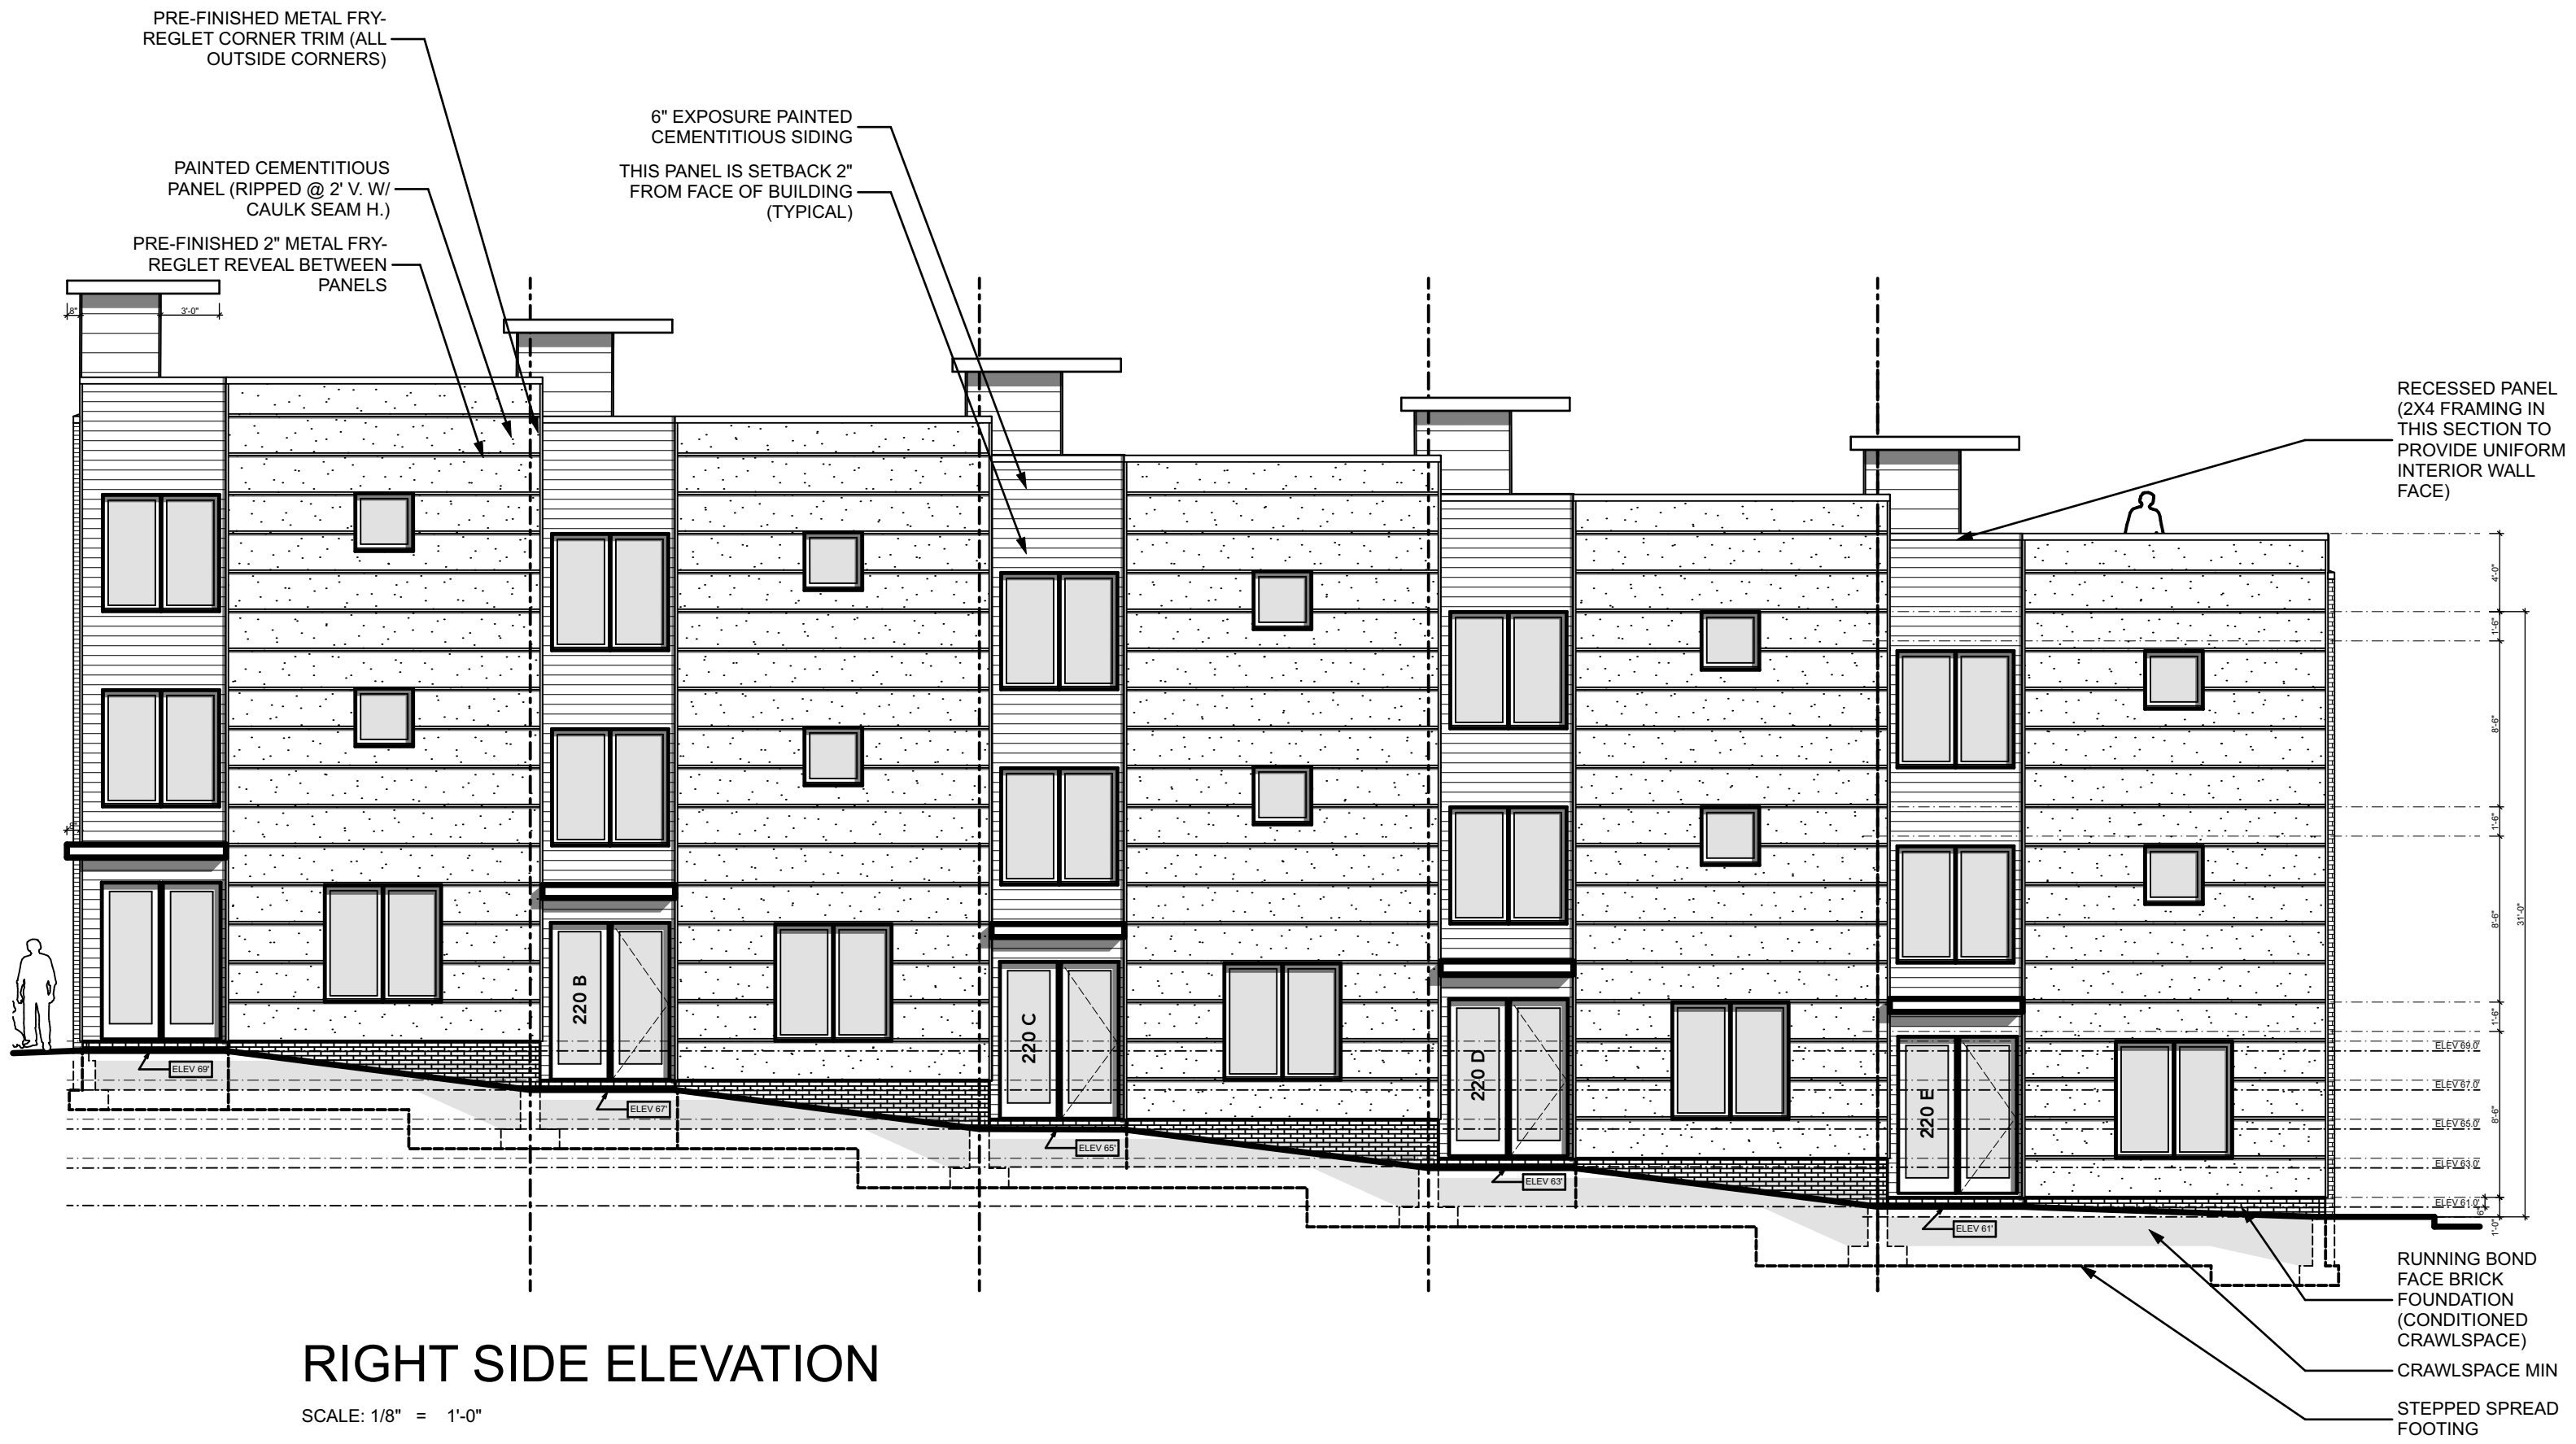 PRE-FINISHED METAL FRY-
REGLET CORNER TRIM (ALL
OUTSIDE CORNERS)
6" EXPOSURE PAINTED
CEMENTITIOUS SIDING
PAINTED CEMENTITIOUS
PANEL (RIPPED @ 2' V. W/
CAULK SEAM H.)
THIS PANEL IS SETBACK 2"
FROM FACE OF BUILDING
(TYPICAL)
PRE-FINISHED 2" METAL FRY-
REGLET REVEAL BETWEEN
PANELS
8"
3'-0"
RECESSED PANEL
(2X4 FRAMING IN
THIS SECTION TO
PROVIDE UNIFORM
INTERIOR WALL
FACE)
4'-0"
1'-6"
8'-6"
1'-6"
8'-6"
31'-0"
1'-6"
8'-6"
6"
1'-0"
8"
220 B
220 C
220 D
220 E
ELEV 69'
ELEV 67'
ELEV 65'
ELEV 63'
ELEV 61'
ELEV 69.0'
ELEV 67.0'
ELEV 65.0'
ELEV 63.0'
ELEV 61.0'
RUNNING BOND
FACE BRICK
FOUNDATION
(CONDITIONED
CRAWLSPACE)
CRAWLSPACE MIN
STEPPED SPREAD
FOOTING
RIGHT SIDE ELEVATION
SCALE: 1/8" = 1'-0"